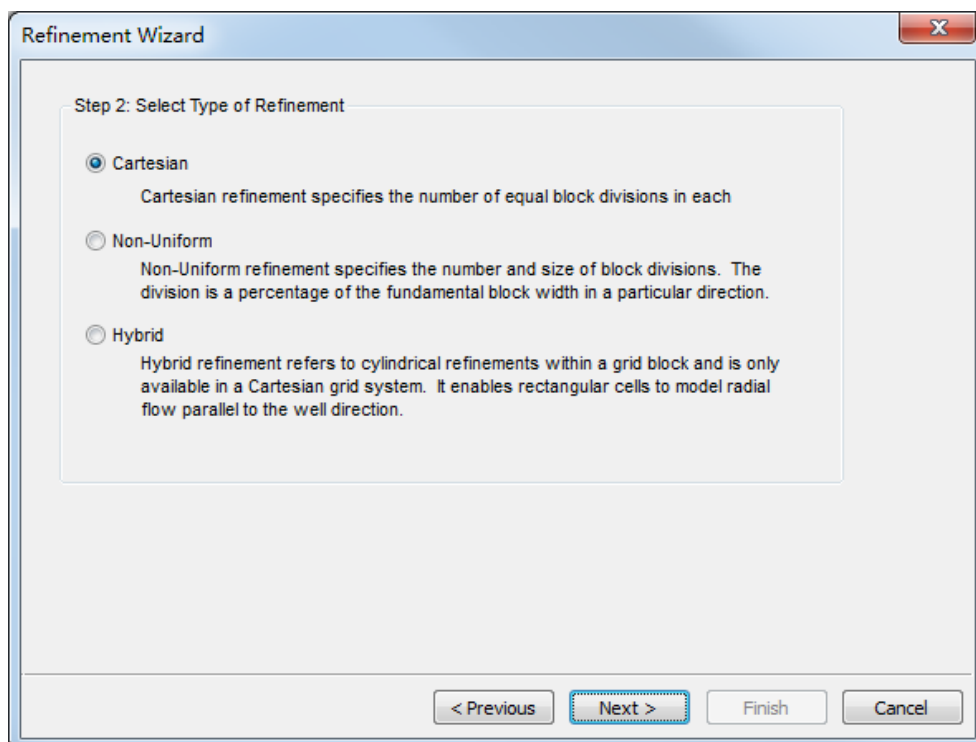 Refinement Wizard
Step 2: Select Type of Refinement
Cartesian
Cartesian refinement specifies the number of equal block divisions in each
Non-Uniform
Non-Uniform refinement specifies the number and size of block divisions.  The
division is a percentage of the fundamental block width in a particular direction.
Hybrid
Hybrid refinement refers to cylindrical refinements within a grid block and is only
available in a Cartesian grid system.  It enables rectangular cells to model radial
flow parallel to the well direction.
< Previous Next > Finish Cancel